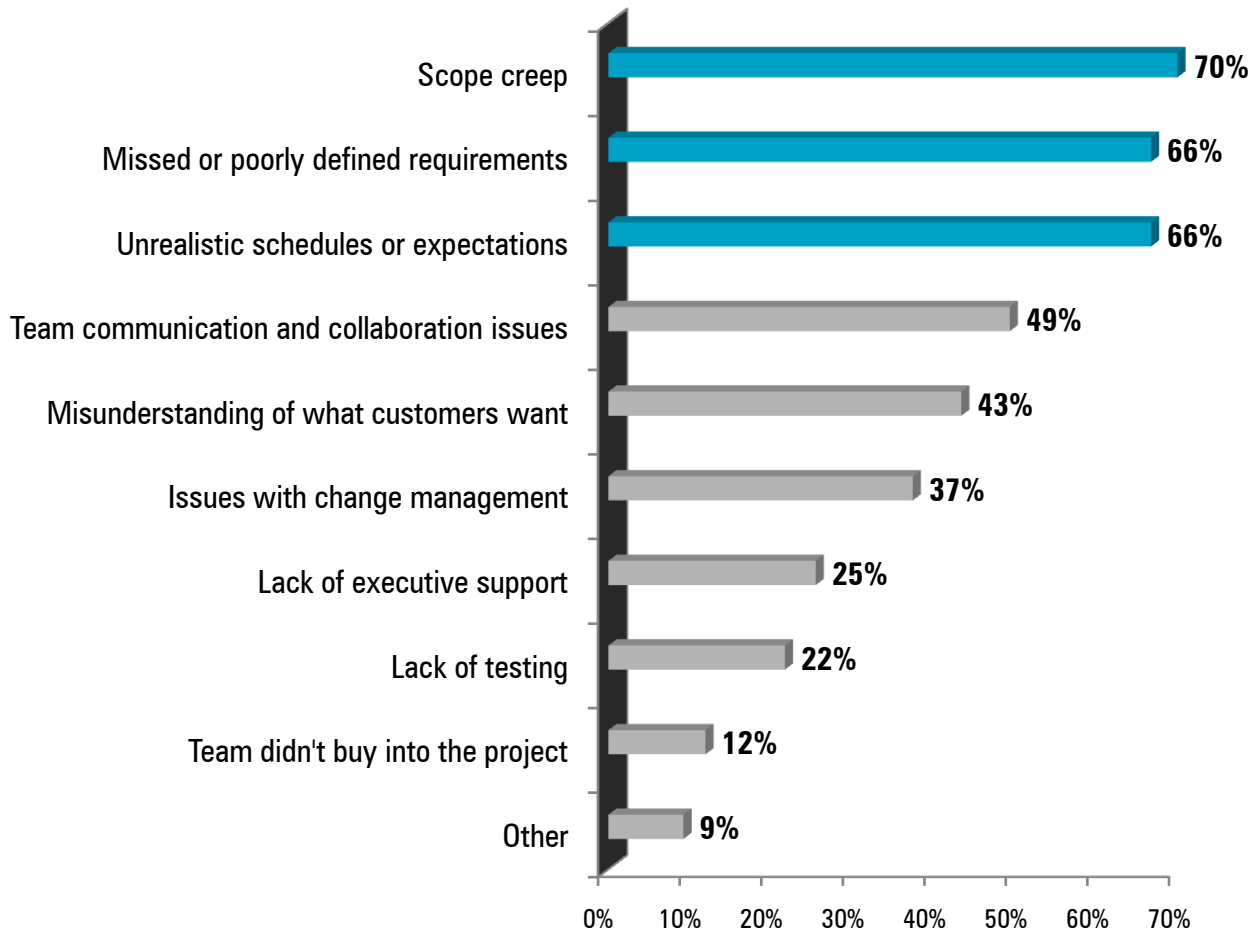 Scope creep 70%
Missed or poorly defined requirements 66%
Unrealistic schedules or expectations 66%
Team communication and collaboration issues 49%
Misunderstanding of what customers want 43%
Issues with change management 37%
Lack of executive support 25%
Lack of testing 22%
Team didn't buy into the project 12%
Other 9%
0% 10% 20% 30% 40% 50% 60% 70%